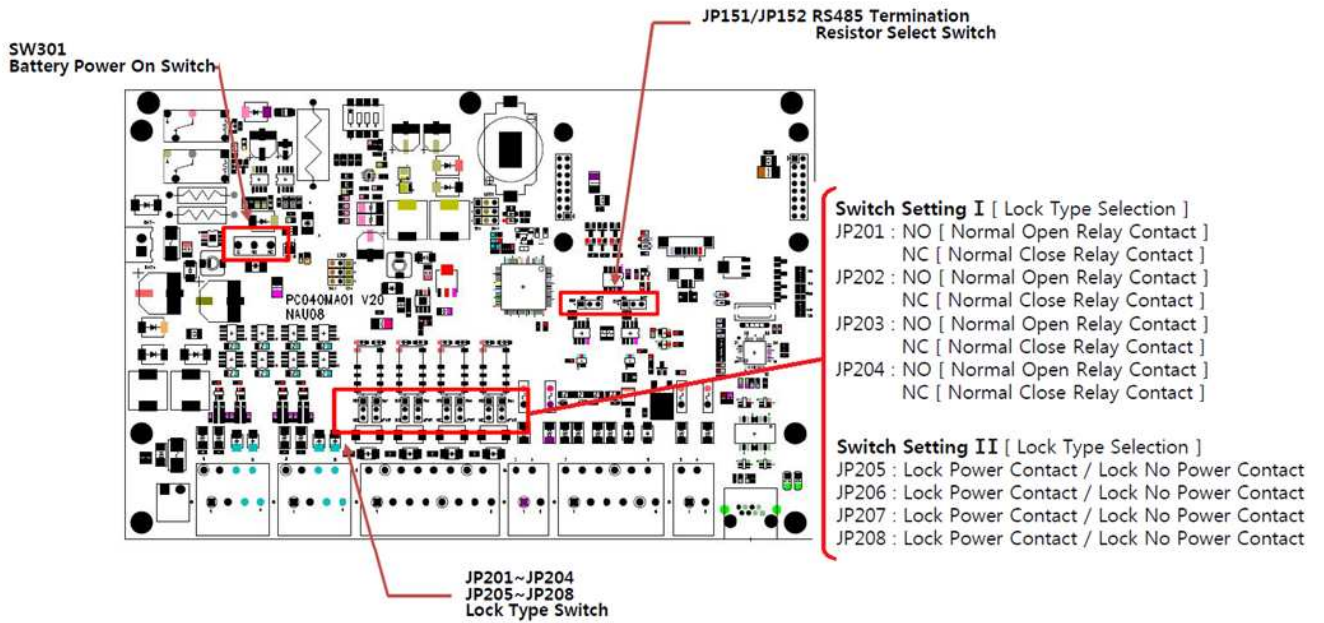 JP151/JP152 RS485 Termination
Resistor Select Switch
SW301
Battery Power On Switch
PC040MA01 V20
NAU08
Switch Setting I [ Lock Type Selection ]
JP201 : NO [ Normal Open Relay Contact ]
NC [ Normal Close Relay Contact ]
JP202 : NO [ Normal Open Relay Contact ]
NC [ Normal Close Relay Contact ]
JP203 : NO [ Normal Open Relay Contact ]
NC [ Normal Close Relay Contact ]
JP204 : NO [ Normal Open Relay Contact ]
NC [ Normal Close Relay Contact ]
Switch Setting II [ Lock Type Selection ]
JP205 : Lock Power Contact / Lock No Power Contact
JP206 : Lock Power Contact / Lock No Power Contact
JP207 : Lock Power Contact / Lock No Power Contact
JP208 : Lock Power Contact / Lock No Power Contact
JP201~JP204
JP205~JP208
Lock Type Switch